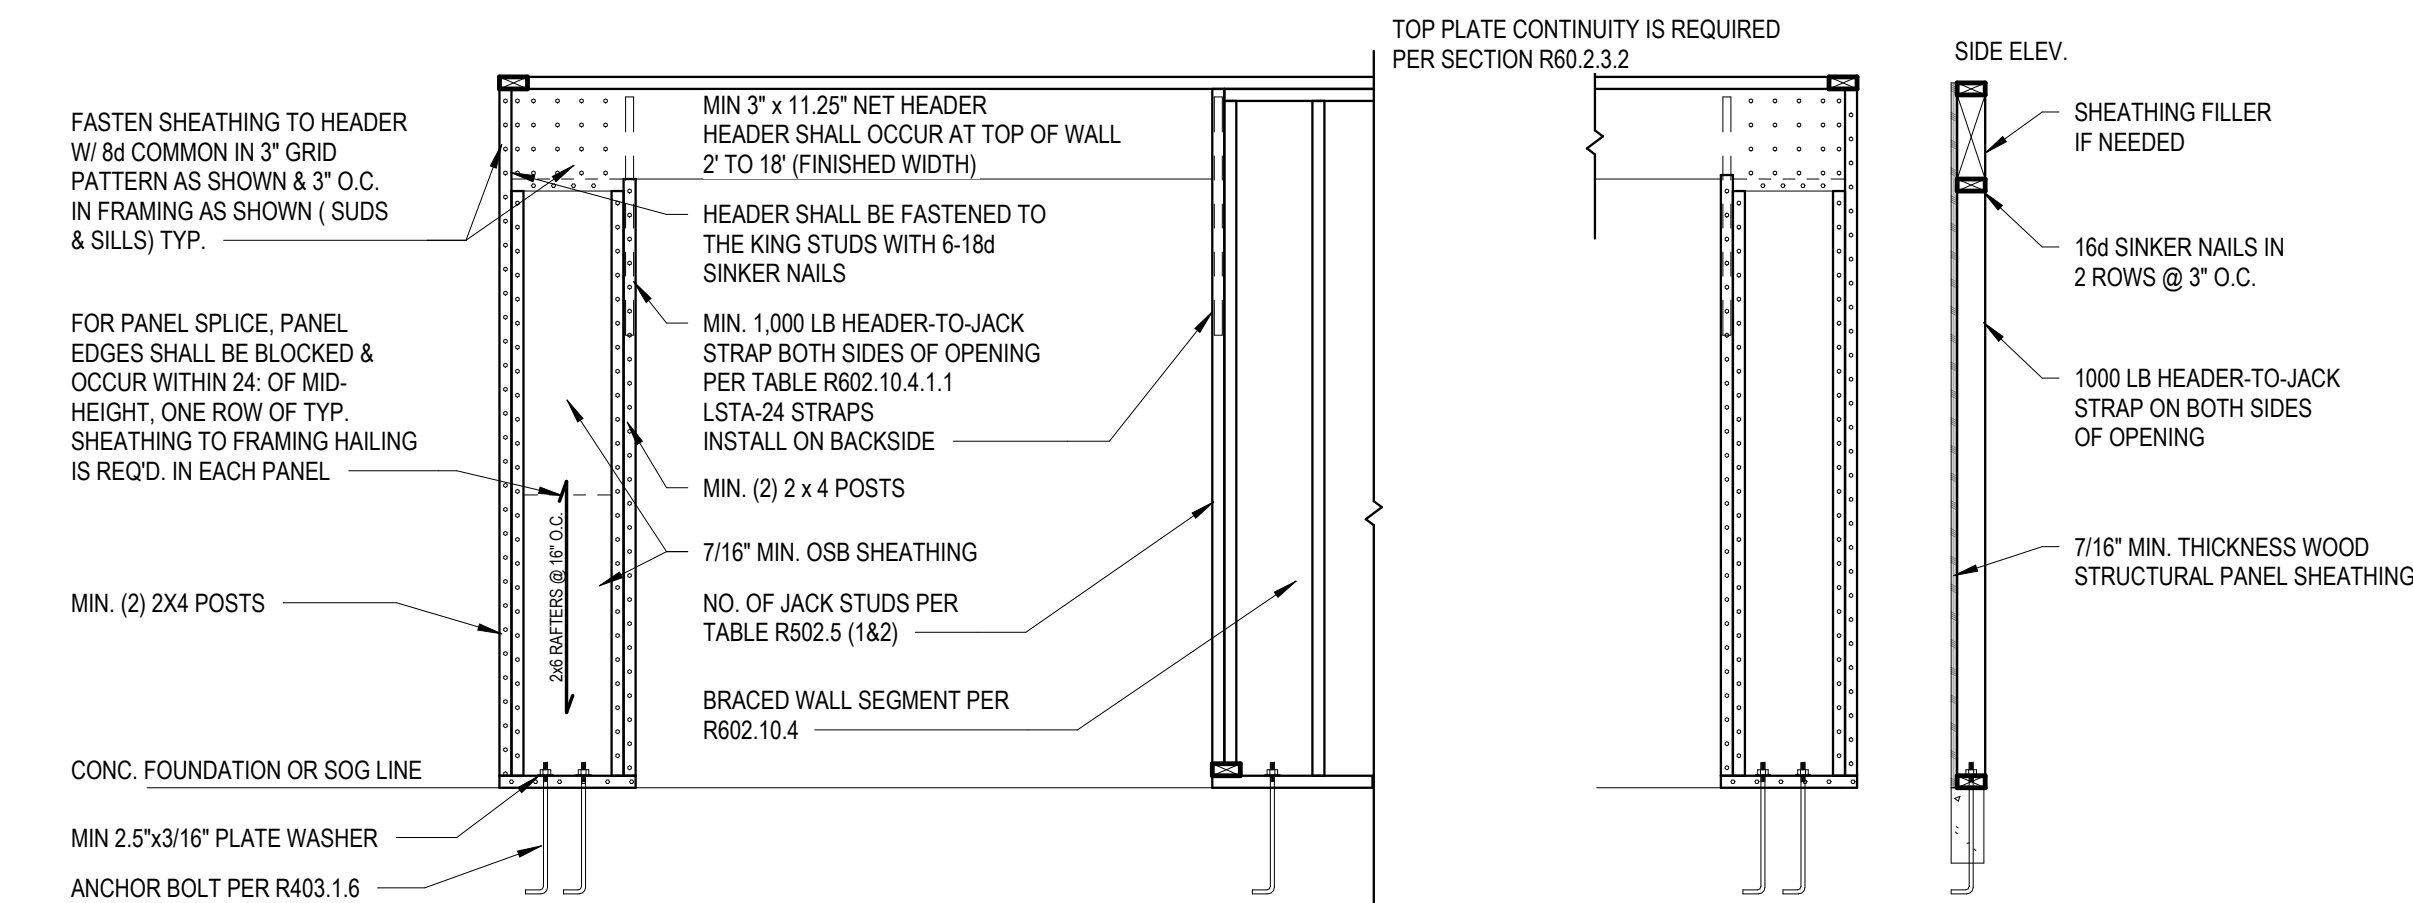 TOP PLATE CONTINUITY IS REQUIRED
PER SECTION R60.2.3.2
SIDE ELEV.
FASTEN SHEATHING TO HEADER
W/ 8d COMMON IN 3" GRID
PATTERN AS SHOWN & 3" O.C.
IN FRAMING AS SHOWN ( SUDS
& SILLS) TYP.
FOR PANEL SPLICE, PANEL
EDGES SHALL BE BLOCKED &
OCCUR WITHIN 24: OF MID-
HEIGHT, ONE ROW OF TYP.
SHEATHING TO FRAMING HAILING
IS REQ'D. IN EACH PANEL
MIN. (2) 2X4 POSTS
CONC. FOUNDATION OR SOG LINE
MIN 2.5"x3/16" PLATE WASHER
ANCHOR BOLT PER R403.1.6
2x6 RAFTERS @ 16" O.C.
MIN 3" x 11.25" NET HEADER
HEADER SHALL OCCUR AT TOP OF WALL
2' TO 18' (FINISHED WIDTH)
HEADER SHALL BE FASTENED TO
THE KING STUDS WITH 6-18d
SINKER NAILS
MIN. 1,000 LB HEADER-TO-JACK
STRAP BOTH SIDES OF OPENING
PER TABLE R602.10.4.1.1
LSTA-24 STRAPS
INSTALL ON BACKSIDE
MIN. (2) 2 x 4 POSTS
7/16" MIN. OSB SHEATHING
NO. OF JACK STUDS PER
TABLE R502.5 (1&2)
BRACED WALL SEGMENT PER
R602.10.4
SHEATHING FILLER
IF NEEDED
16d SINKER NAILS IN
2 ROWS @ 3" O.C.
1000 LB HEADER-TO-JACK
STRAP ON BOTH SIDES
OF OPENING
7/16" MIN. THICKNESS WOOD
STRUCTURAL PANEL SHEATHING